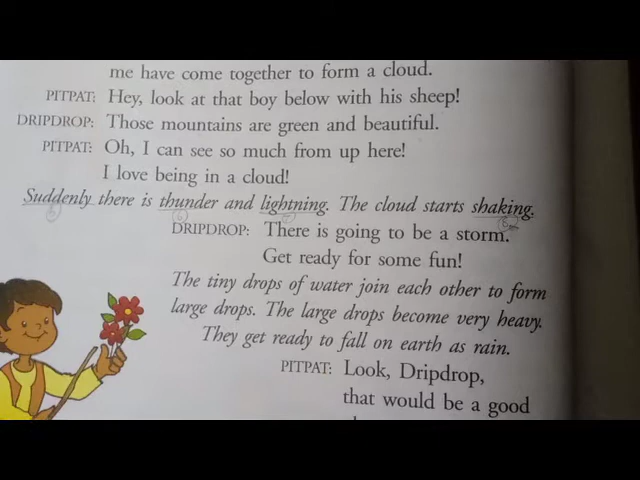 me have come together to form a cloud.
PITPAT: Hey, look at that boy below with his sheep!
DRIPDROP: Those mountains are green and beautiful.
PITPAT: Oh, I can see so much from up here!
I love being in a cloud!
Suddenly there is thunder and lightning. The cloud starts shaking.
DRIPDROP: There is going to be a storm.
Get ready for some fun!
The tiny drops of water join each other to form
large drops. The large drops become very heavy.
They get ready to fall on earth as rain.
PITPAT: Look, Dripdrop,
that would be a good